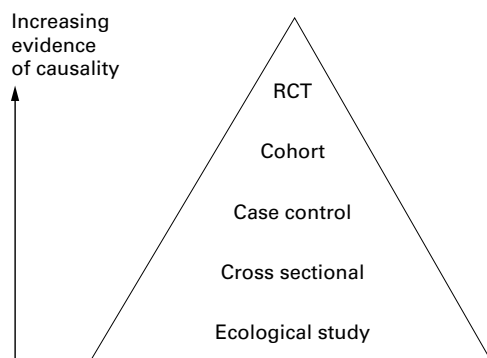 Increasing
evidence
of causality
RCT
Cohort
Case control
Cross sectional
Ecological study